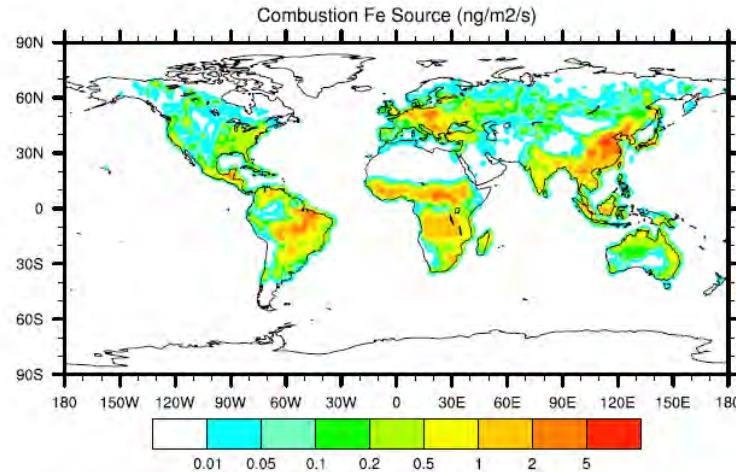 Combustion Fe Source (ng/m2/s)
90N
60N
30N
0
30S
60S
90S
180 150W 120W 90W 60W 30W 0 30E 60E 90E 120E 150E 180
0.01 0.05 0.1 0.2 0.5 1 2 5